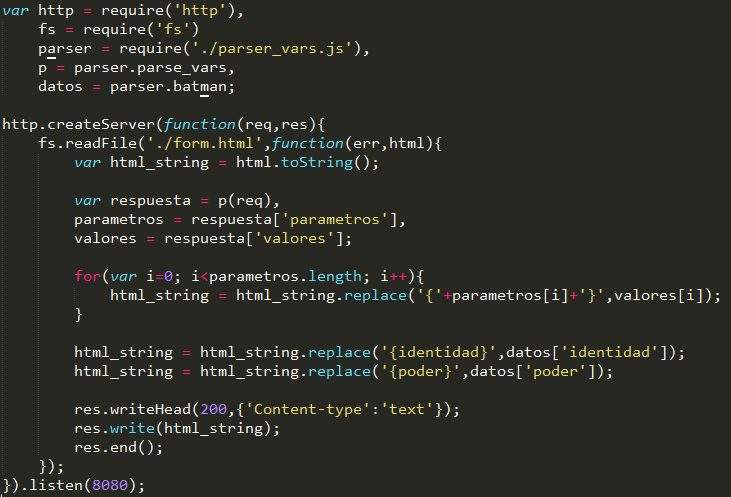 var http = require('http'),
    fs = require('fs')
    parser = require('./parser_vars.js'),
    p = parser.parse_vars,
    datos = parser.batman;

http.createServer(function(req,res){
    fs.readFile('./form.html',function(err,html){
        var html_string = html.toString();

        var respuesta = p(req),
        parametros = respuesta['parametros'],
        valores = respuesta['valores'];

        for(var i=0; i<parametros.length; i++){
            html_string = html_string.replace('{'+parametros[i]+'}',valores[i]);
        }

        html_string = html_string.replace('{identidad}',datos['identidad']);
        html_string = html_string.replace('{poder}',datos['poder']);

        res.writeHead(200,{'Content-type':'text'});
        res.write(html_string);
        res.end();
    });
}).listen(8080);